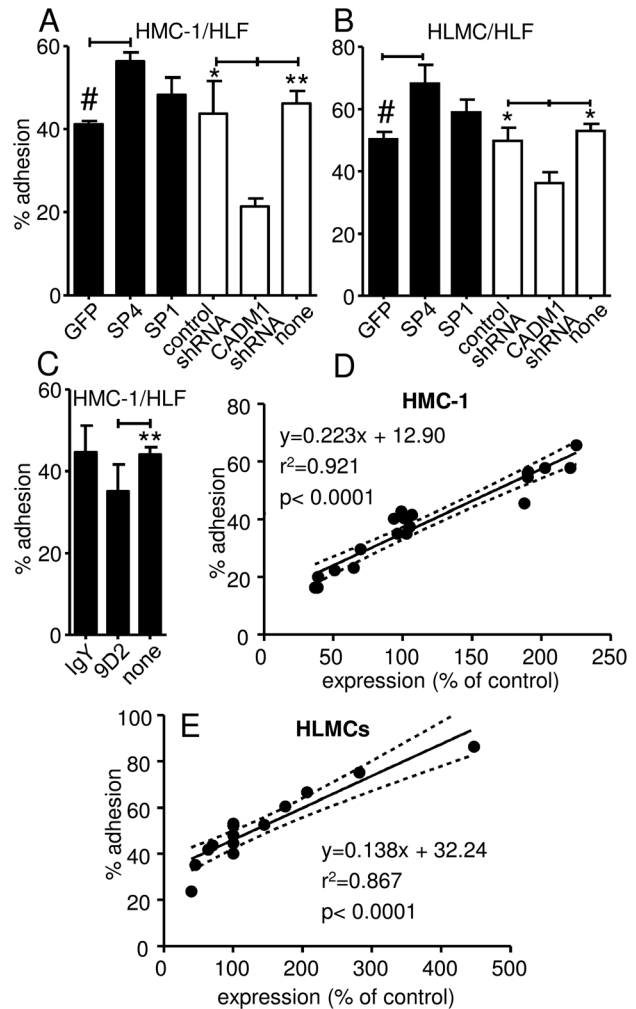 A
HMC-1/HLF
% adhesion
60
40
20
0
#
*
**
GFP
SP4
SP1
control
shRNA
CADM1
shRNA
none
B
HLMC/HLF
% adhesion
80
60
40
20
0
#
*
*
GFP
SP4
SP1
control
shRNA
CADM1
shRNA
none
C
HMC-1/HLF
% adhesion
60
40
20
0
**
IgY
9D2
none
D
HMC-1
% adhesion
80
60
40
20
0
y=0.223x + 12.90
r²=0.921
p< 0.0001
0 50 100 150 200 250
expression (% of control)
E
HLMCs
% adhesion
100
80
60
40
20
0
y=0.138x + 32.24
r²=0.867
p< 0.0001
0 100 200 300 400 500
expression (% of control)